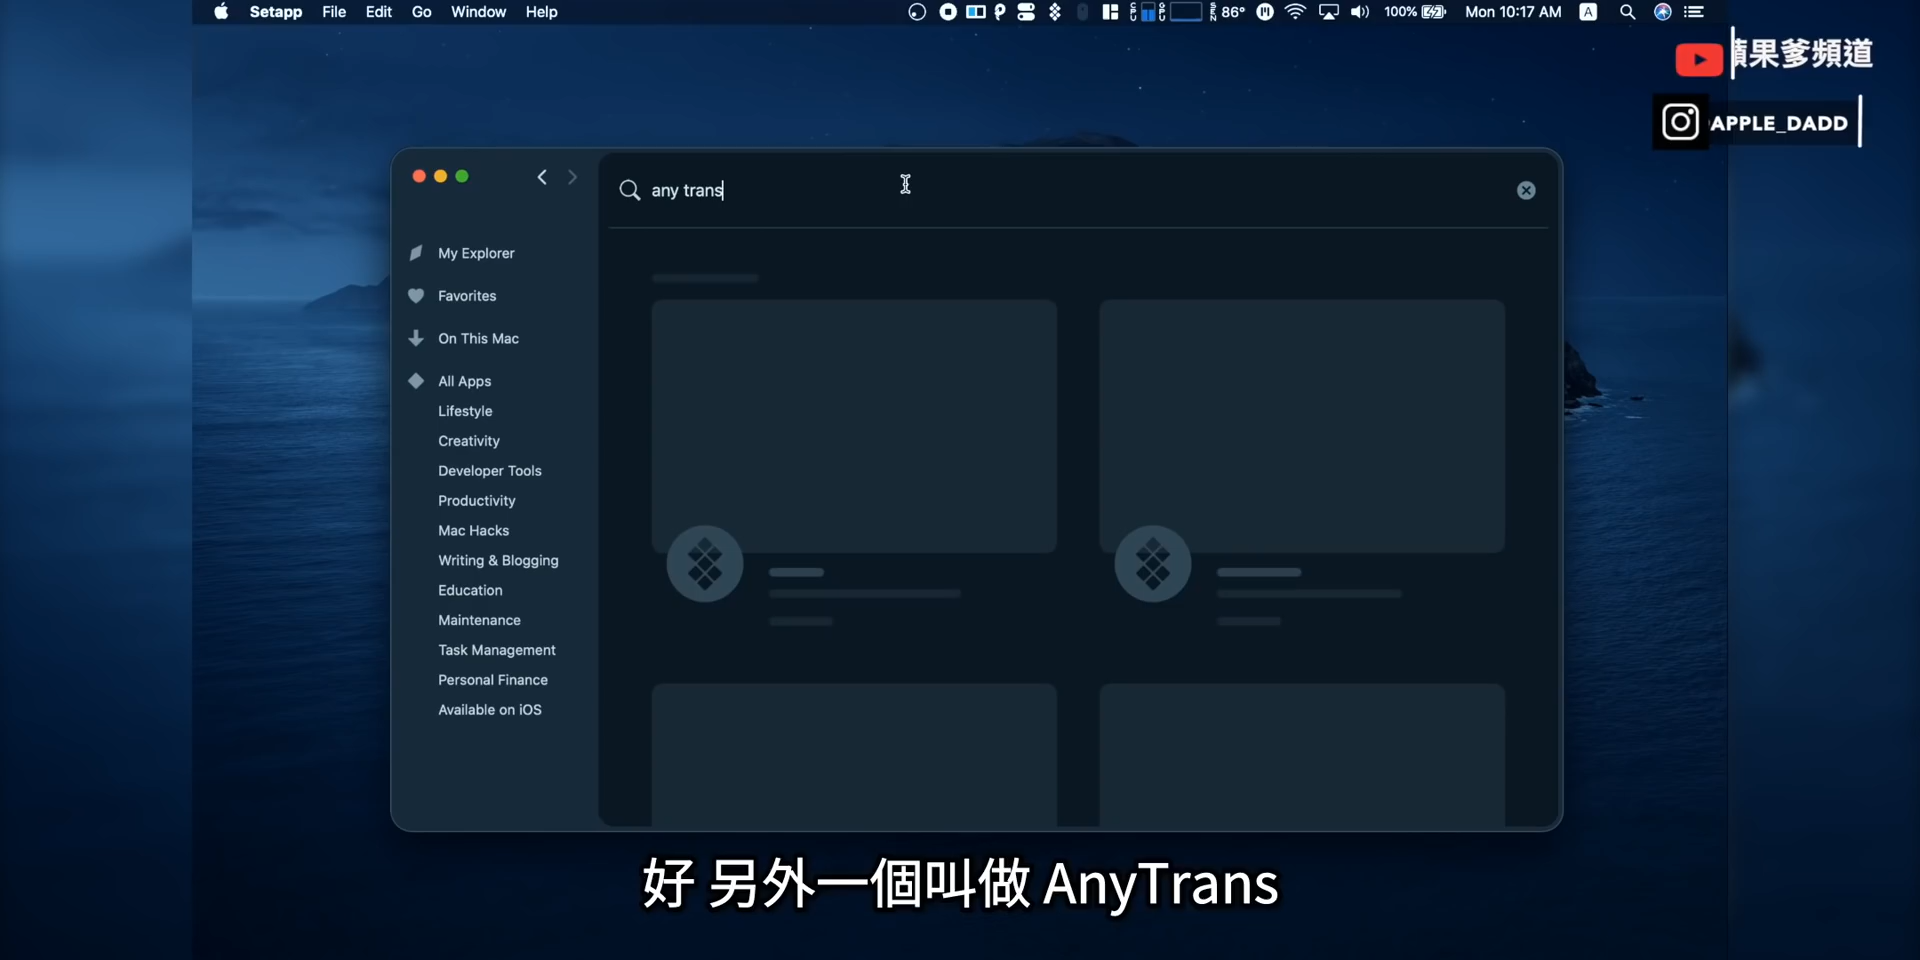 Setapp File Edit Go Window Help
86° 100% Mon 10:17 AM A
蘋果爹頻道
APPLE_DADD
any trans
My Explorer
Favorites
On This Mac
All Apps
Lifestyle
Creativity
Developer Tools
Productivity
Mac Hacks
Writing & Blogging
Education
Maintenance
Task Management
Personal Finance
Available on iOS
好 另外一個叫做 AnyTrans